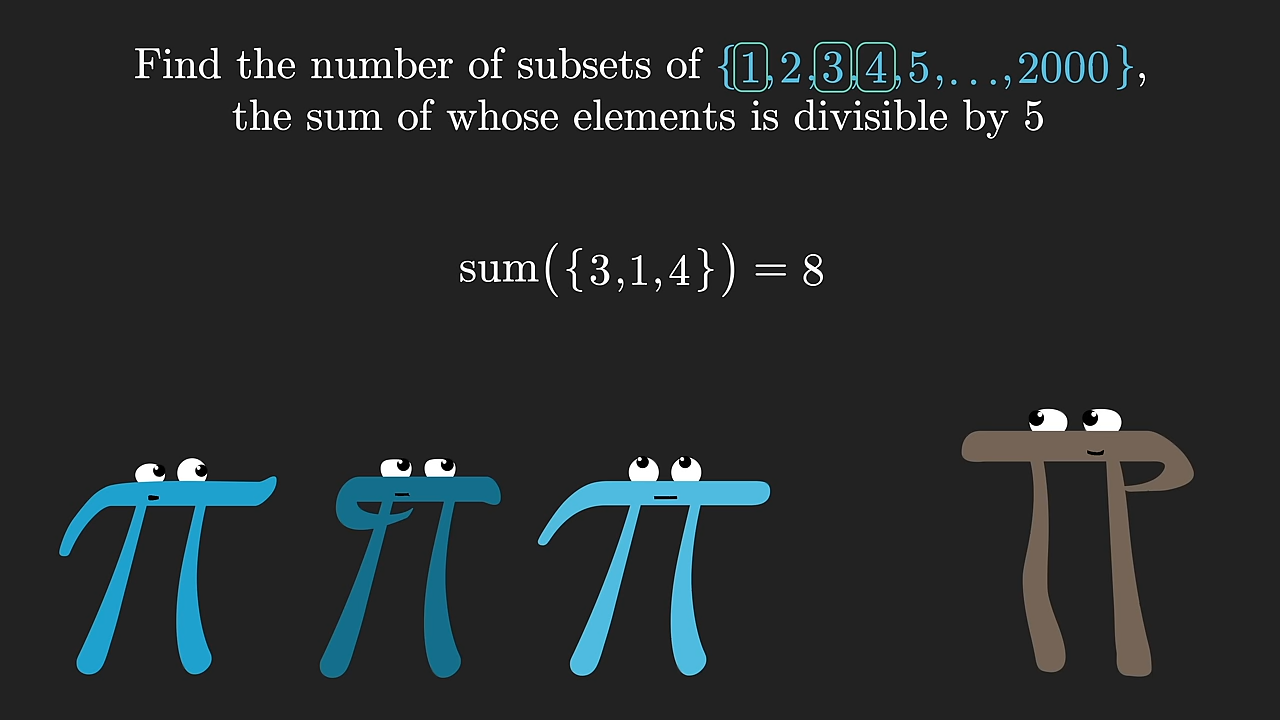 Find the number of subsets of {1,2,3,4,5,...,2000},
the sum of whose elements is divisible by 5
sum({3,1,4}) = 8